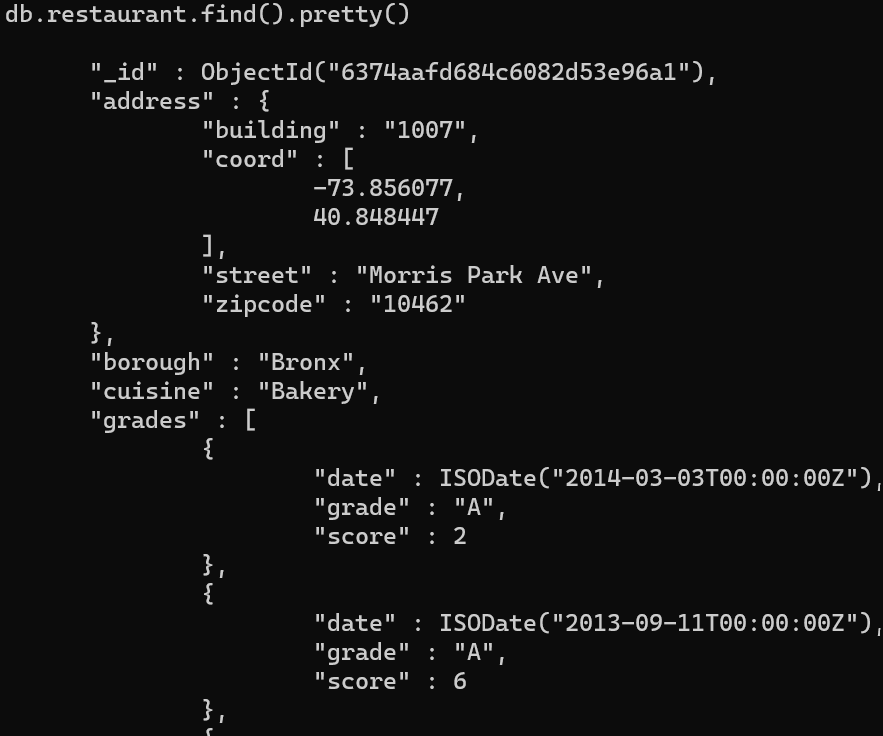 db.restaurant.find().pretty()
"_id" : ObjectId("6374aafd684c6082d53e96a1"),
"address" : {
"building" : "1007",
"coord" : [
-73.856077,
40.848447
],
"street" : "Morris Park Ave",
"zipcode" : "10462"
},
"borough" : "Bronx",
"cuisine" : "Bakery",
"grades" : [
{
"date" : ISODate("2014-03-03T00:00:00Z"),
"grade" : "A",
"score" : 2
},
{
"date" : ISODate("2013-09-11T00:00:00Z"),
"grade" : "A",
"score" : 6
},
{